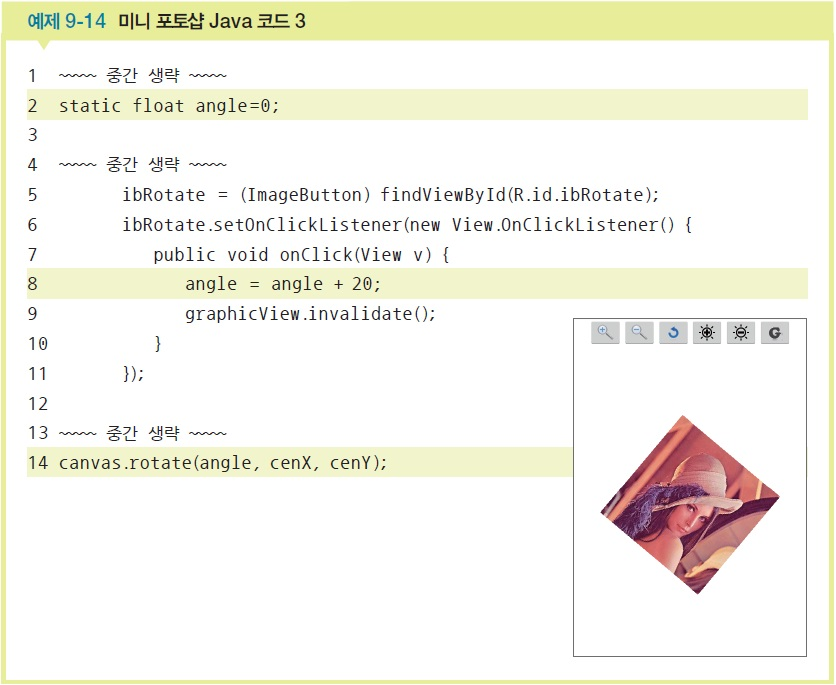 예제 9-14 미니 포토샵 Java 코드 3
1 ~~~~ 중간 생략 ~~~~
2 static float angle=0;
3
4 ~~~~ 중간 생략 ~~~~
5 ibRotate = (ImageButton) findViewById(R.id.ibRotate);
6 ibRotate.setOnClickListener(new View.OnClickListener() {
7 public void onClick(View v) {
8 angle = angle + 20;
9 graphicView.invalidate();
10 }
11 });
12
13 ~~~~ 중간 생략 ~~~~
14 canvas.rotate(angle, cenX, cenY);
G